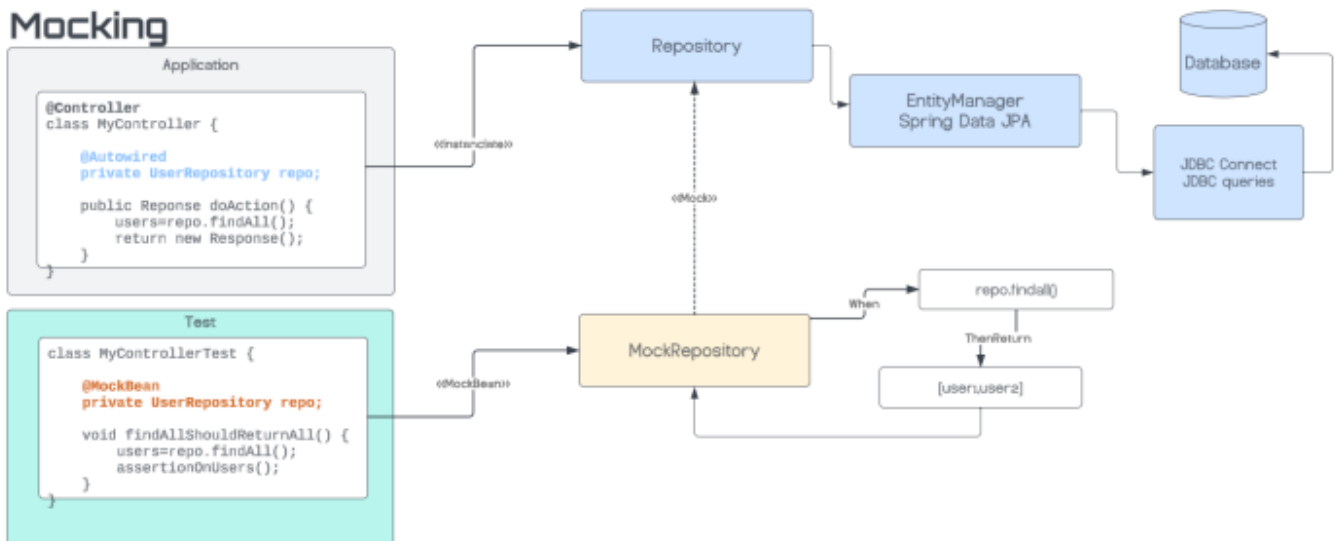 Mocking
Application
@Controller
class MyController {
@Autowired
private UserRepository repo;
public Reponse doAction() {
users=repo.findAll();
return new Response();
}
}
<<Instanciate>>
Repository
EntityManager
Spring Data JPA
JDBC Connect
JDBC queries
Database
<<Mock>>
Test
class MyControllerTest {
@MockBean
private UserRepository repo;
void findAllShouldReturnAll() {
users=repo.findAll();
assertionOnUsers();
}
}
<<MockBean>>
MockRepository
When
repo.findall()
ThenReturn
[user1,user2]